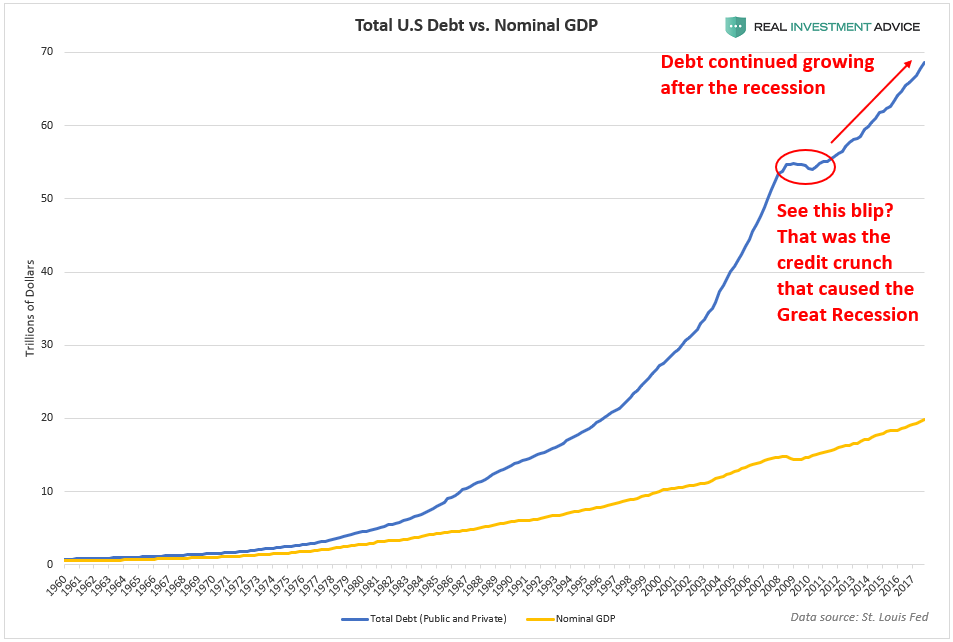 Total U.S Debt vs. Nominal GDP
REAL INVESTMENT ADVICE
Debt continued growing
after the recession
See this blip?
That was the
credit crunch
that caused the
Great Recession
Trillions of Dollars
70
60
50
40
30
20
10
0
1960 1961 1962 1963 1964 1965 1966 1967 1968 1969 1970 1971 1972 1973 1974 1975 1976 1977 1978 1979 1980 1981 1982 1983 1984 1985 1986 1987 1988 1989 1990 1991 1992 1993 1994 1995 1996 1997 1998 1999 2000 2001 2002 2003 2004 2005 2006 2007 2008 2009 2010 2011 2012 2013 2014 2015 2016 2017
Total Debt (Public and Private) Nominal GDP
Data source: St. Louis Fed